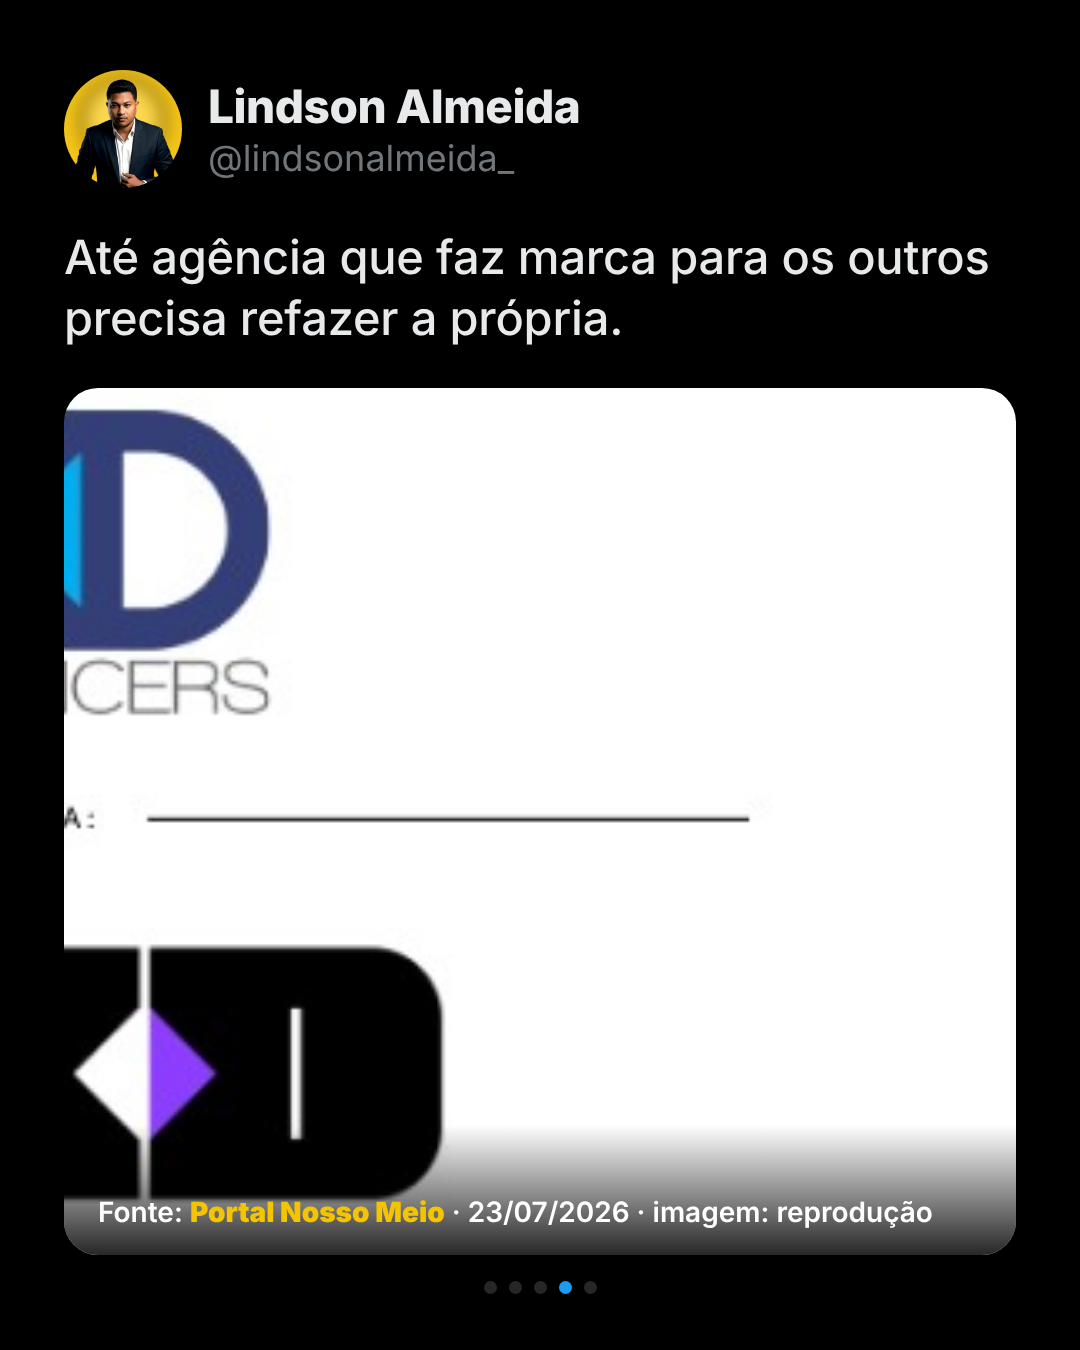 Lindson Almeida
@lindsonalmeida_
Até agência que faz marca para os outros
precisa refazer a própria.
D
ICERS
A:
Fonte: Portal Nosso Meio · 23/07/2026 · imagem: reprodução